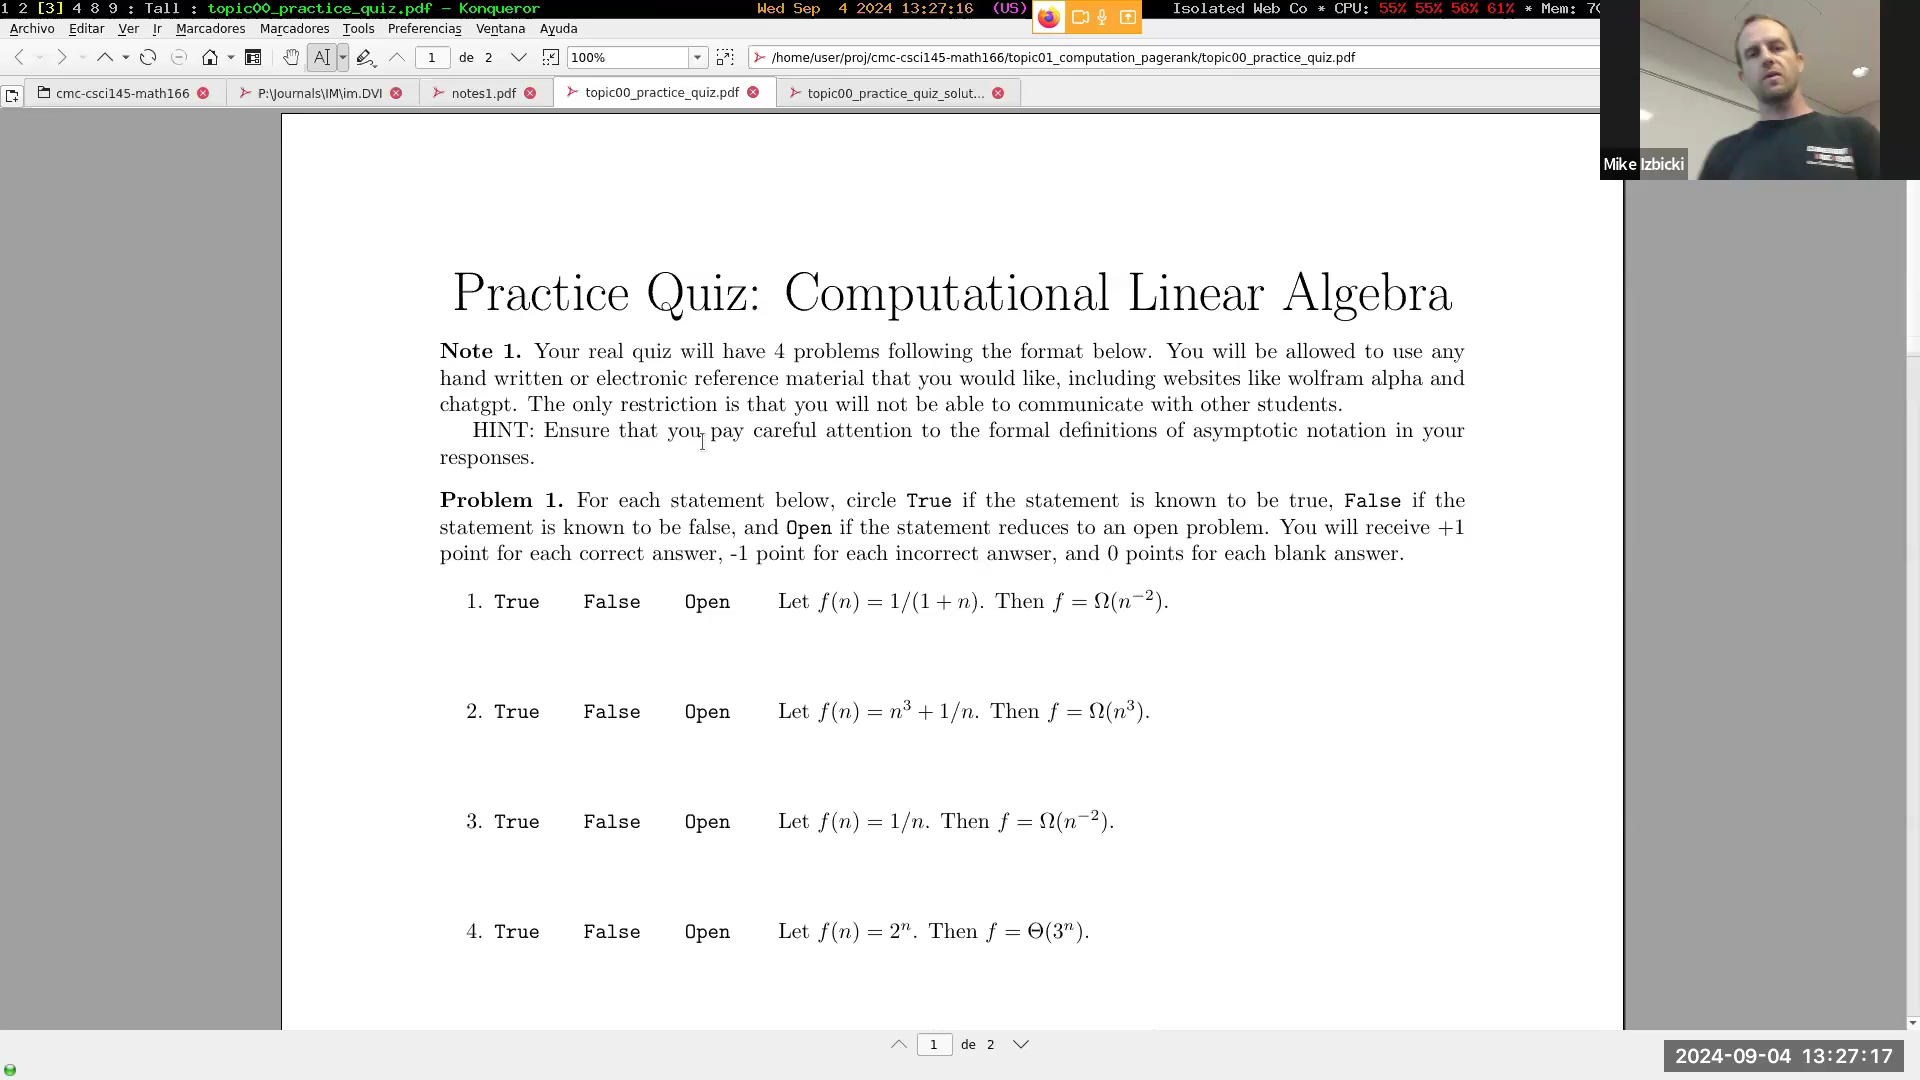 1 2 [3] 4 8 9 : Tall : topic00_practice_quiz.pdf — Konqueror
Wed Sep 4 2024 13:27:16 (US)
Isolated Web Co * CPU: 55% 55% 56% 61% * Mem:
Archivo Editar Ver Ir Marcadores Marcadores Tools Preferencias Ventana Ayuda
1 de 2 100% /home/user/proj/cmc-csci145-math166/topic01_computation_pagerank/topic00_practice_quiz.pdf
cmc-csci145-math166 P:\Journals\IM\im.DVI notes1.pdf topic00_practice_quiz.pdf topic00_practice_quiz_solut...
Mike Izbicki
Practice Quiz: Computational Linear Algebra
Note 1. Your real quiz will have 4 problems following the format below. You will be allowed to use any
hand written or electronic reference material that you would like, including websites like wolfram alpha and
chatgpt. The only restriction is that you will not be able to communicate with other students.
HINT: Ensure that you pay careful attention to the formal definitions of asymptotic notation in your
responses.
Problem 1. For each statement below, circle True if the statement is known to be true, False if the
statement is known to be false, and Open if the statement reduces to an open problem. You will receive +1
point for each correct answer, -1 point for each incorrect anwser, and 0 points for each blank answer.
1. True False Open Let f(n) = 1/(1 + n). Then f = Ω(n⁻²).
2. True False Open Let f(n) = n³ + 1/n. Then f = Ω(n³).
3. True False Open Let f(n) = 1/n. Then f = Ω(n⁻²).
4. True False Open Let f(n) = 2ⁿ. Then f = Θ(3ⁿ).
1 de 2
2024-09-04 13:27:17